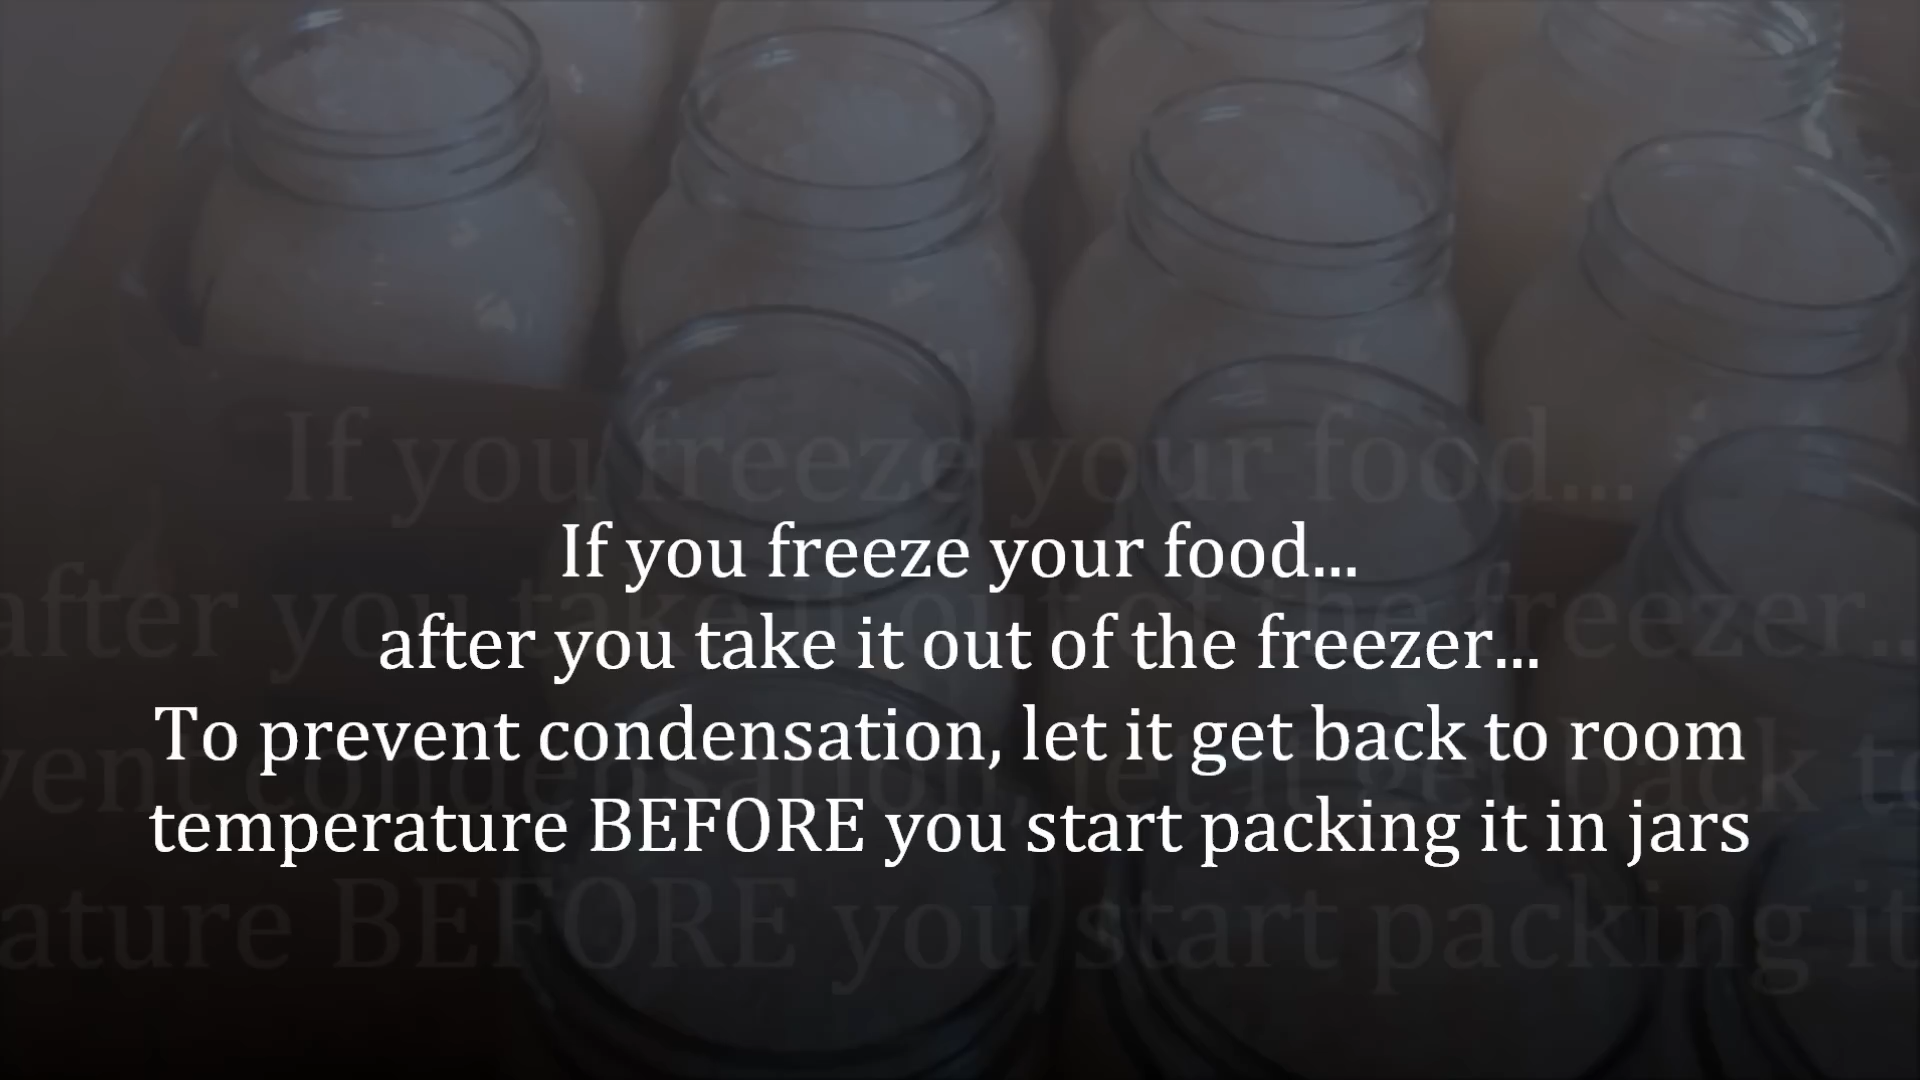 If you freeze your food...
after you take it out of the freezer...
To prevent condensation, let it get back to room
temperature BEFORE you start packing it in jars